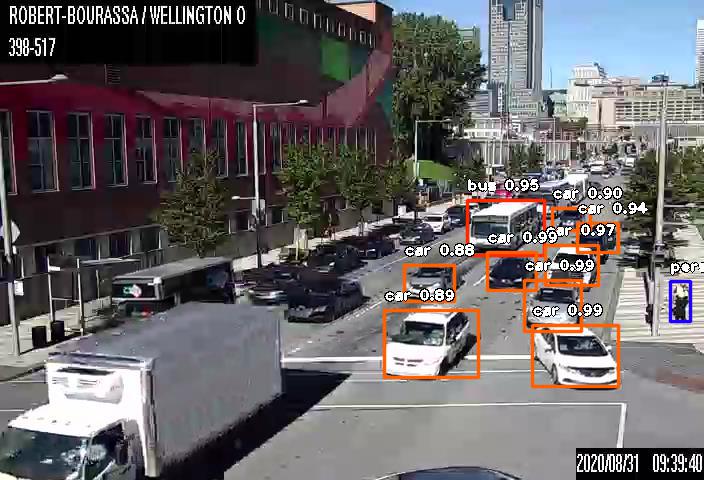 ROBERT-BOURASSA / WELLINGTON O
398-517
bus 0.95
car 0.90
car 0.94
car 0.97
car 0.99
car 0.88
car 0.99
car 0.89
car 0.99
per
2020/08/31 09:39:40